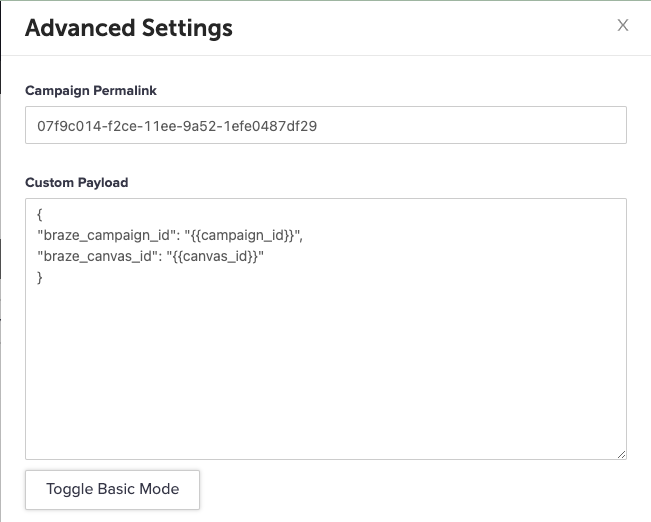 Advanced Settings
X
Campaign Permalink
07f9c014-f2ce-11ee-9a52-1efe0487df29
Custom Payload
{
"braze_campaign_id": "{{campaign_id}}",
"braze_canvas_id": "{{canvas_id}}"
}
Toggle Basic Mode